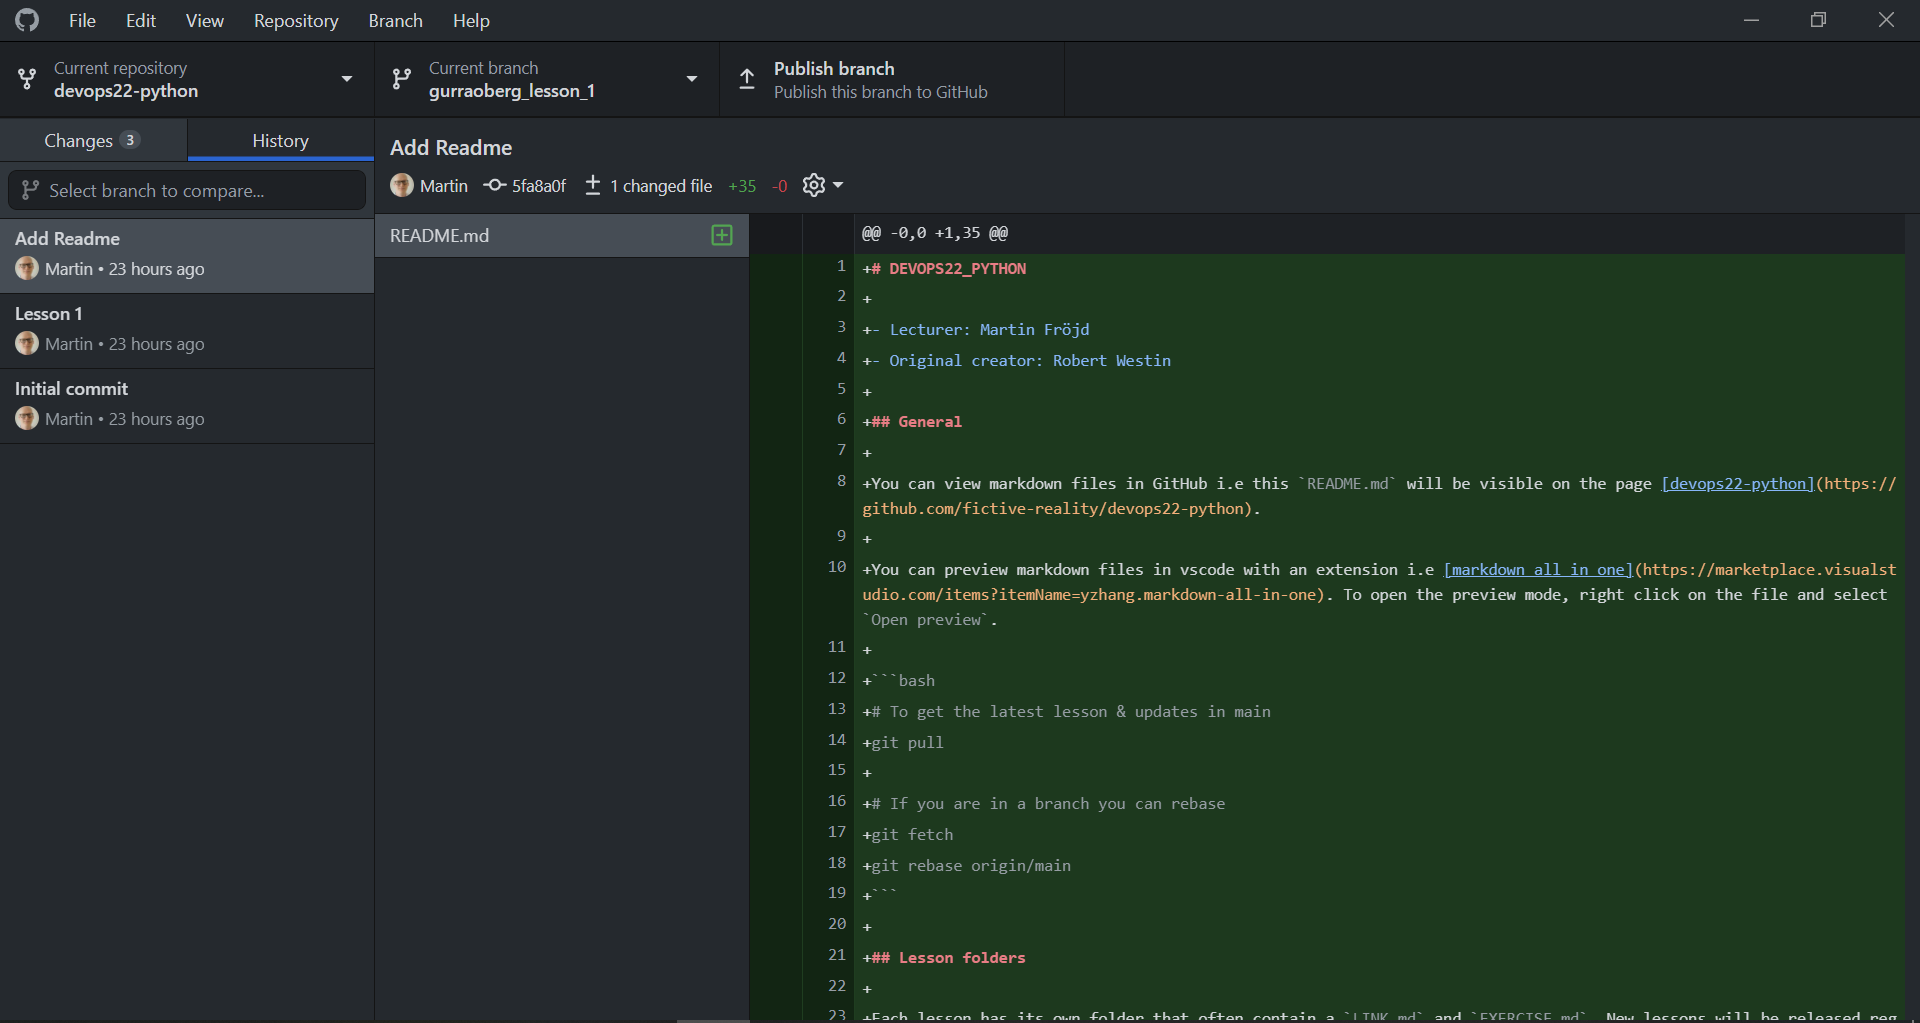 File Edit View Repository Branch Help
Current repository
devops22-python
Current branch
gurraoberg_lesson_1
Publish branch
Publish this branch to GitHub
Changes 3
History
Select branch to compare...
Add Readme
Martin • 23 hours ago
Lesson 1
Martin • 23 hours ago
Initial commit
Martin • 23 hours ago
Add Readme
Martin 5fa8a0f 1 changed file +35 -0
README.md
@@ -0,0 +1,35 @@
1 +# DEVOPS22_PYTHON
2 +
3 +- Lecturer: Martin Fröjd
4 +- Original creator: Robert Westin
5 +
6 +## General
7 +
8 +You can view markdown files in GitHub i.e this `README.md` will be visible on the page [devops22-python](https://
github.com/fictive-reality/devops22-python).
9 +
10 +You can preview markdown files in vscode with an extension i.e [markdown all in one](https://marketplace.visualst
udio.com/items?itemName=yzhang.markdown-all-in-one). To open the preview mode, right click on the file and select
`Open preview`.
11 +
12 +```bash
13 +# To get the latest lesson & updates in main
14 +git pull
15 +
16 +# If you are in a branch you can rebase
17 +git fetch
18 +git rebase origin/main
19 +```
20 +
21 +## Lesson folders
22 +
23 +Each lesson has its own folder that often contain a `LINK.md` and `EXERCISE.md`. New lessons will be released reg